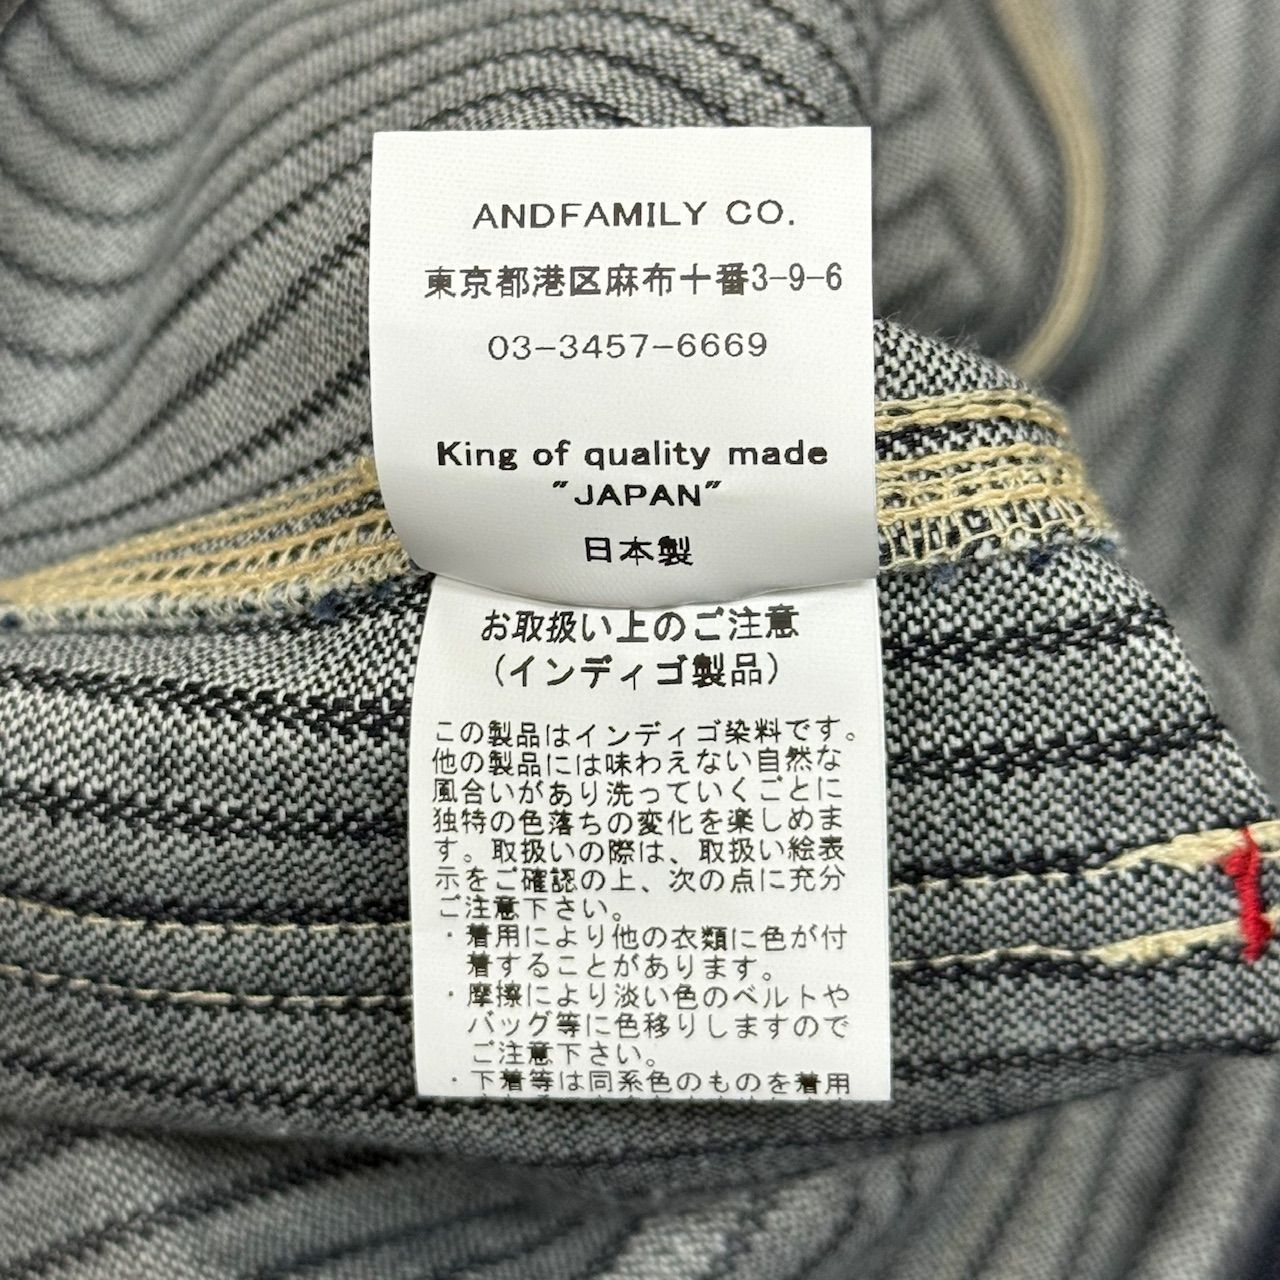 ANDFAMILY CO.
東京都港区麻布十番3-9-6
03-3457-6669
King of quality made
"JAPAN"
日本製
お取扱い上のご注意
(インディゴ製品)
この製品はインディゴ染料です。
他の製品には味わえない自然な
風合いがあり洗っていくごとに
独特の色落ちの変化を楽しめま
す。取扱いの際は、取扱い絵表
示をご確認の上、次の点に充分
ご注意下さい。
・着用により他の衣類に色が付
着することがあります。
・摩擦により淡い色のベルトや
バッグ等に色移りしますので
ご注意下さい。
・下着等は同系色のものを着用